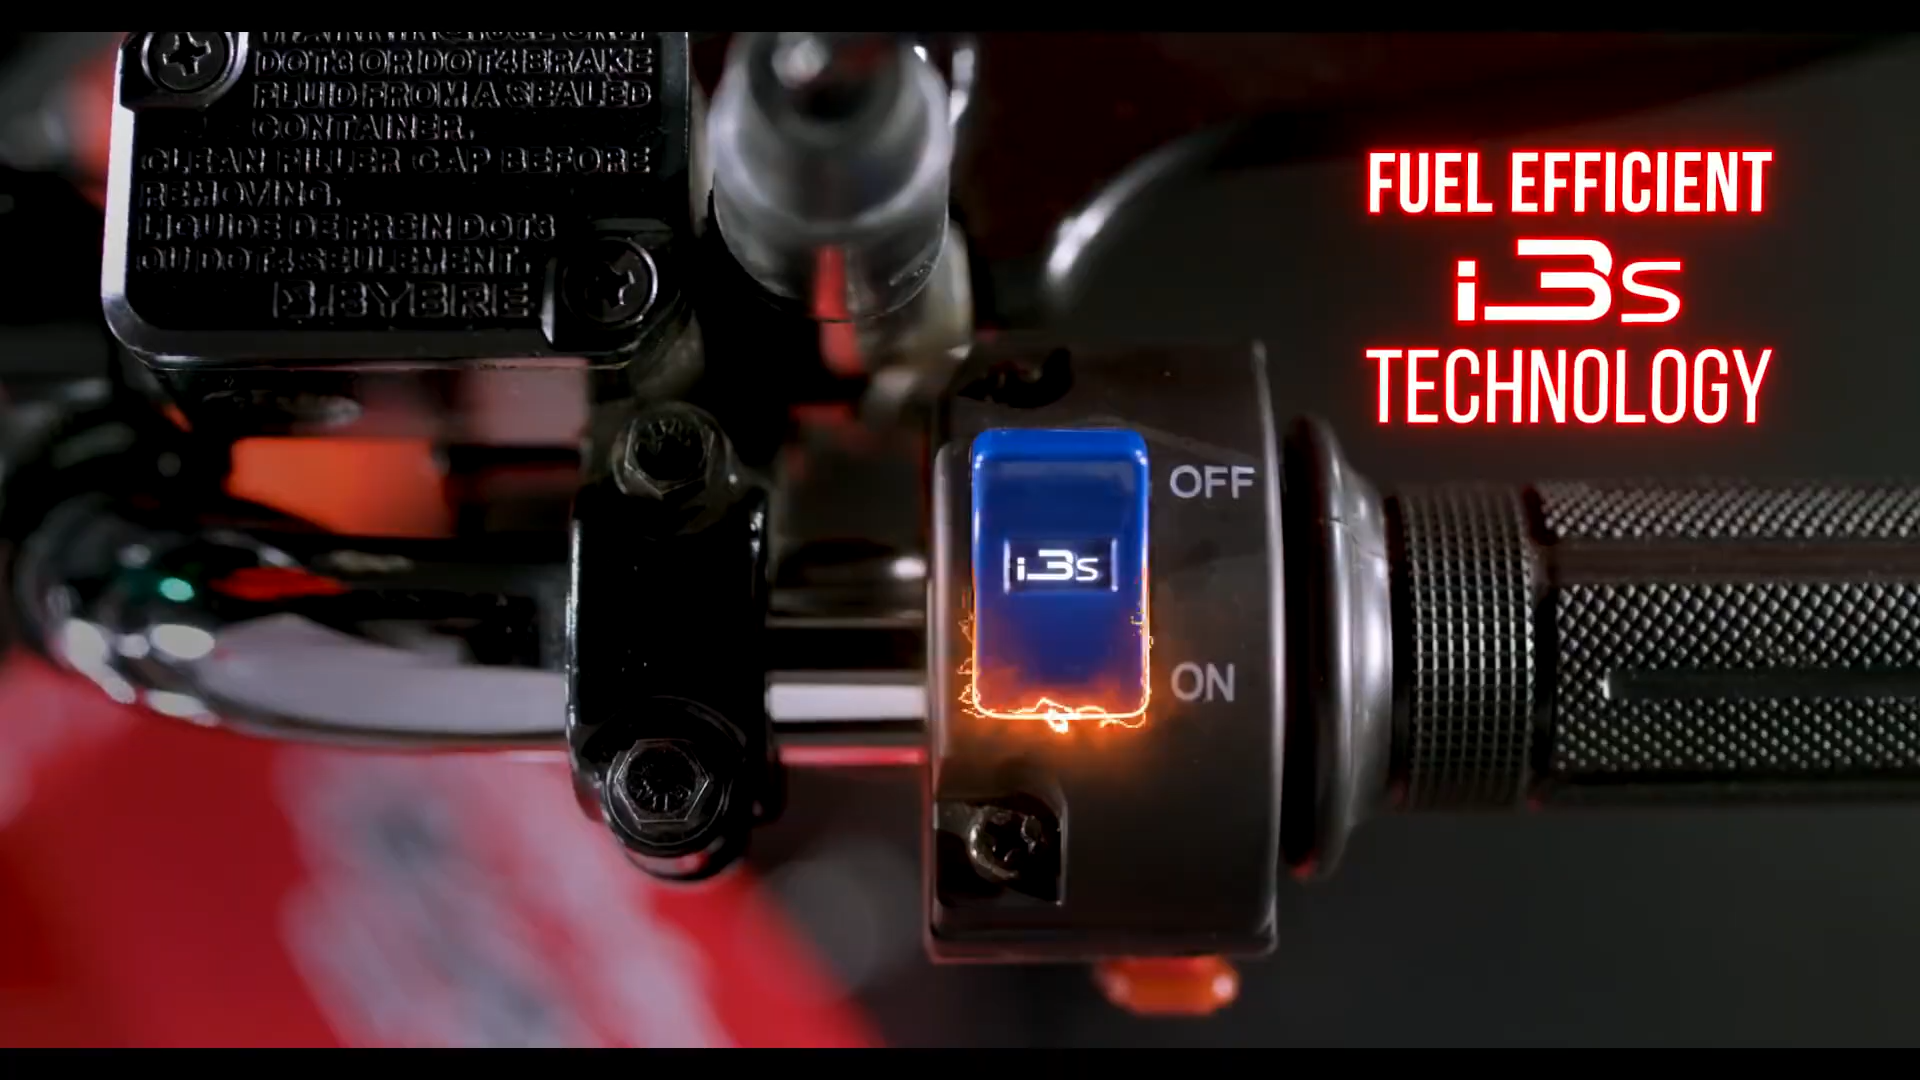 DOT3 OR DOT4 BRAKE
FLUID FROM A SEALED
CONTAINER.
CLEAN FILLER CAP BEFORE
REMOVING.
LIQUIDE DE FREIN DOT3
OU DOT4 SEULEMENT.
BYBRE
FUEL EFFICIENT
i3s
TECHNOLOGY
OFF
i3s
ON